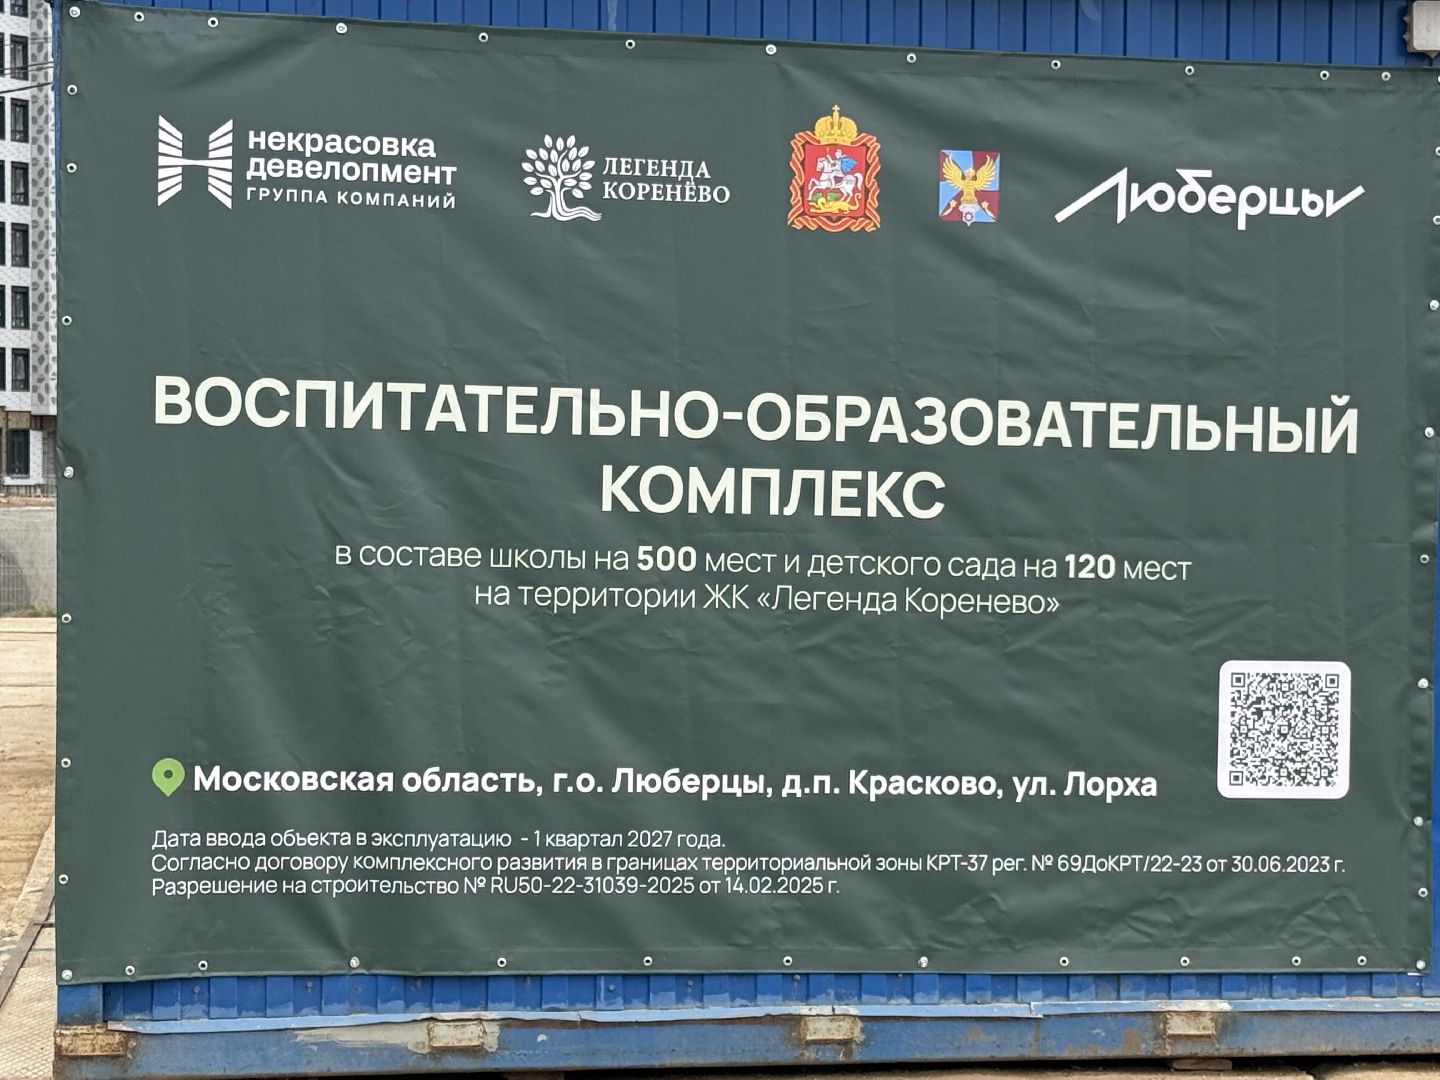 некрасовка
девелопмент
ГРУППА КОМПАНИЙ
ЛЕГЕНДА
КОРЕНЁВО
Люберцы
ВОСПИТАТЕЛЬНО-ОБРАЗОВАТЕЛЬНЫЙ
КОМПЛЕКС
в составе школы на 500 мест и детского сада на 120 мест
на территории ЖК «Легенда Коренево»
Московская область, г.о. Люберцы, д.п. Красково, ул. Лорха
Дата ввода объекта в эксплуатацию - 1 квартал 2027 года.
Согласно договору комплексного развития в границах территориальной зоны КРТ-37 рег. № 69ДоКРТ/22-23 от 30.06.2023 г.
Разрешение на строительство № RU50-22-31039-2025 от 14.02.2025 г.